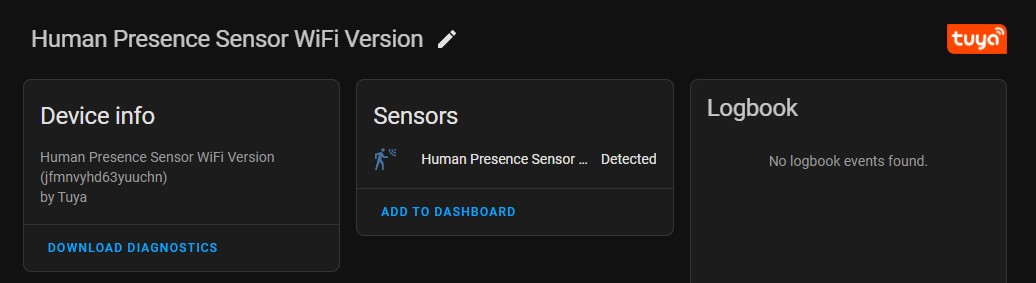 Human Presence Sensor WiFi Version
tuya
Device info
Human Presence Sensor WiFi Version
(jfmnvyhd63yuuchn)
by Tuya
DOWNLOAD DIAGNOSTICS
Sensors
Human Presence Sensor ... Detected
ADD TO DASHBOARD
Logbook
No logbook events found.